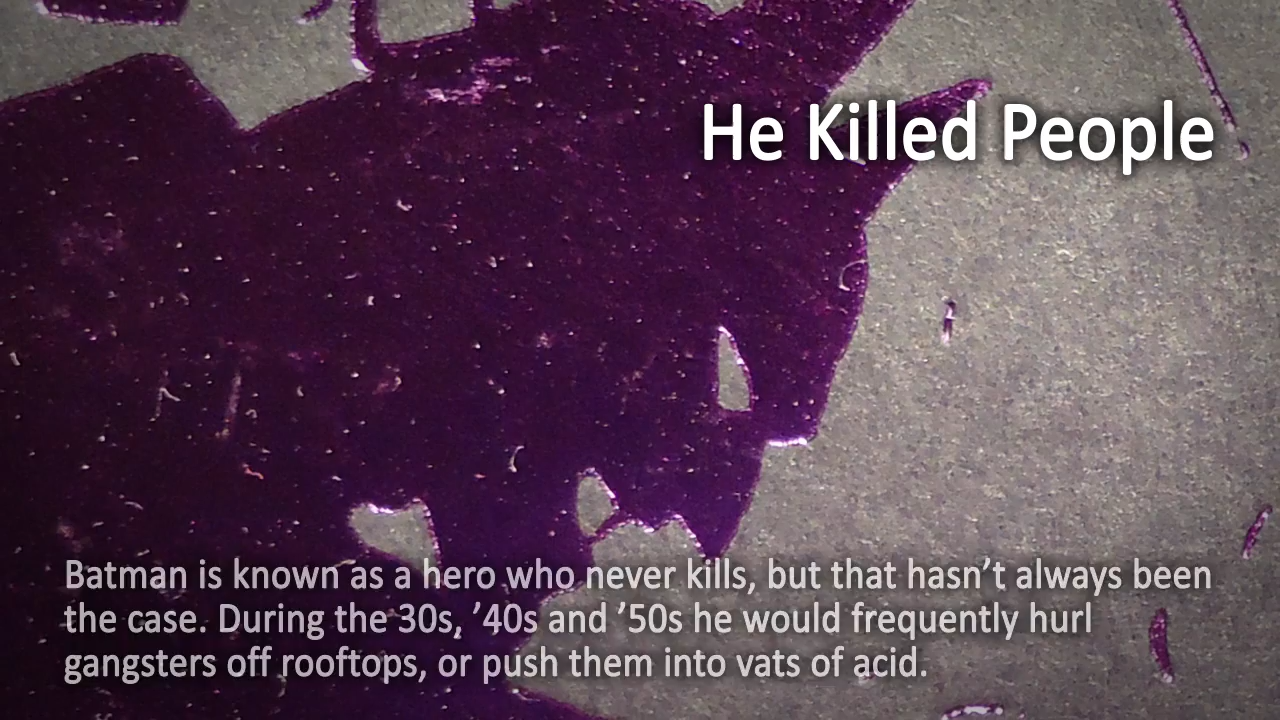 He Killed People
Batman is known as a hero who never kills, but that hasn’t always been
the case. During the 30s, ’40s and ’50s he would frequently hurl
gangsters off rooftops, or push them into vats of acid.